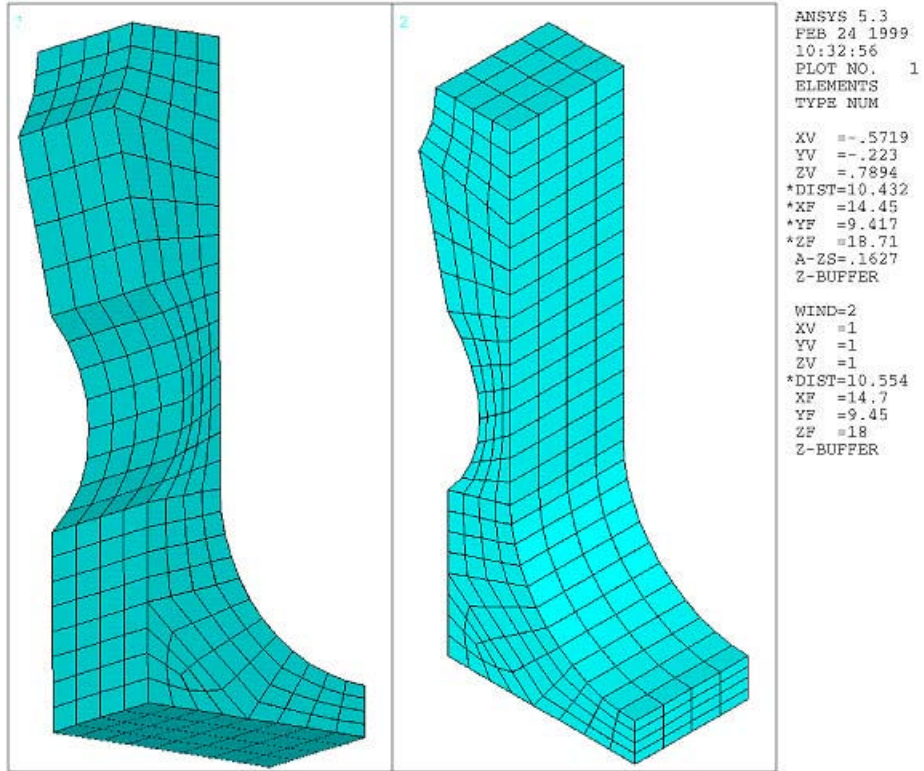 1
2
ANSYS 5.3
FEB 24 1999
10:32:56
PLOT NO.   1
ELEMENTS
TYPE NUM
XV  =-.5719
YV  =-.223
ZV  =.7894
*DIST=10.432
*XF  =14.45
*YF  =9.417
*ZF  =18.71
A-ZS=.1627
Z-BUFFER
WIND=2
XV  =1
YV  =1
ZV  =1
*DIST=10.554
XF  =14.7
YF  =9.45
ZF  =18
Z-BUFFER